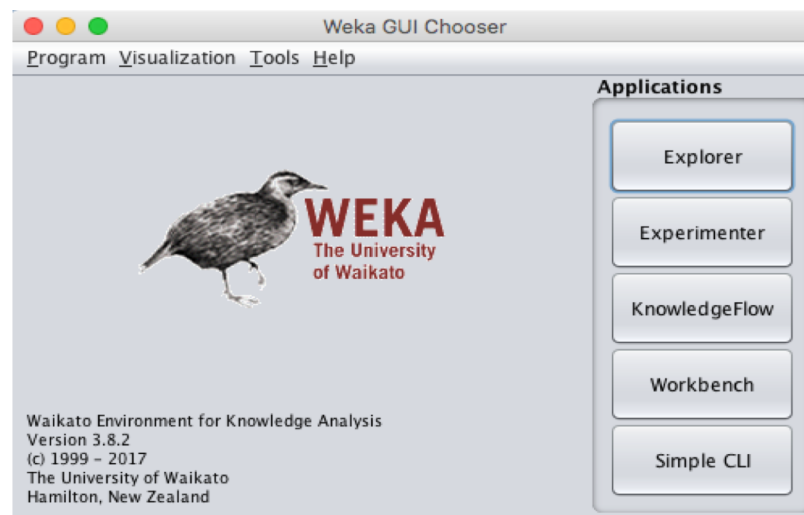 Weka GUI Chooser
Program Visualization Tools Help
Applications
Explorer
Experimenter
KnowledgeFlow
Workbench
Simple CLI
WEKA
The University
of Waikato
Waikato Environment for Knowledge Analysis
Version 3.8.2
(c) 1999 – 2017
The University of Waikato
Hamilton, New Zealand